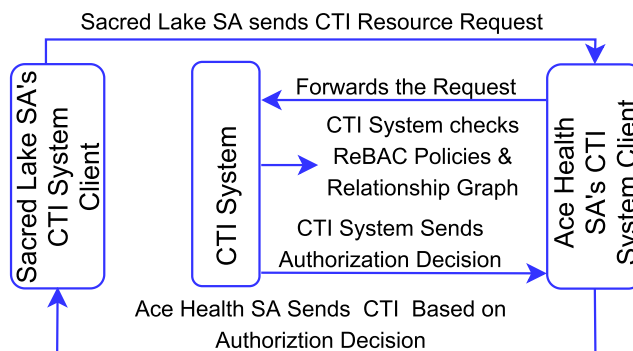 Sacred Lake SA sends CTI Resource Request
Sacred Lake SA's
CTI System
Client
CTI System
Forwards the Request
CTI System checks
ReBAC Policies &
Relationship Graph
CTI System Sends
Authorization Decision
Ace Health
SA's CTI
System Client
Ace Health SA Sends CTI Based on
Authoriztion Decision